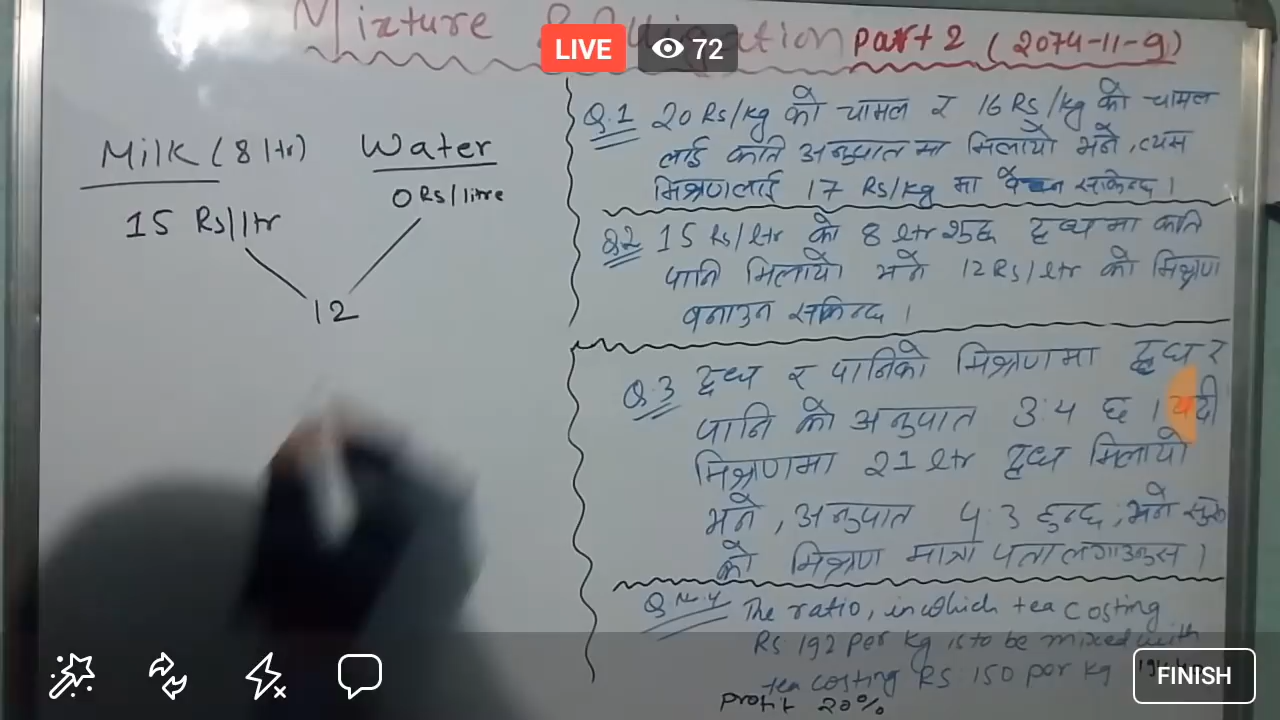 Mixture & Alligation Part 2 (2074-11-9)
LIVE 72
Milk (8 ltr) Water
15 Rs/ltr 0 Rs/litre
12
Q.1 20 Rs/kg को चामल र 16 Rs/kg को चामल
लाई कति अनुपात मा मिलायो भने, त्यस
मिश्रणलाई 17 Rs/kg मा बेच्न सकिन्छ ।
Q.2 15 Rs/ltr को 8 ltr शुद्ध दुध मा कति
पानि मिलायो भने 12 Rs/ltr को मिश्रण
बनाउन सकिन्छ ।
Q.3 दुध र पानिको मिश्रणमा दुध र
पानि को अनुपात 3:4 छ । यदी
मिश्रणमा 21 ltr दुध मिलायो
भने, अनुपात 4:3 हुन्छ, भने सुरु
को मिश्रण मात्रा पता लगाउनुस ।
Q No.4 The ratio, in which tea costing
Rs 192 per kg is to be mixed with
tea costing Rs 150 per kg
profit 20%
FINISH